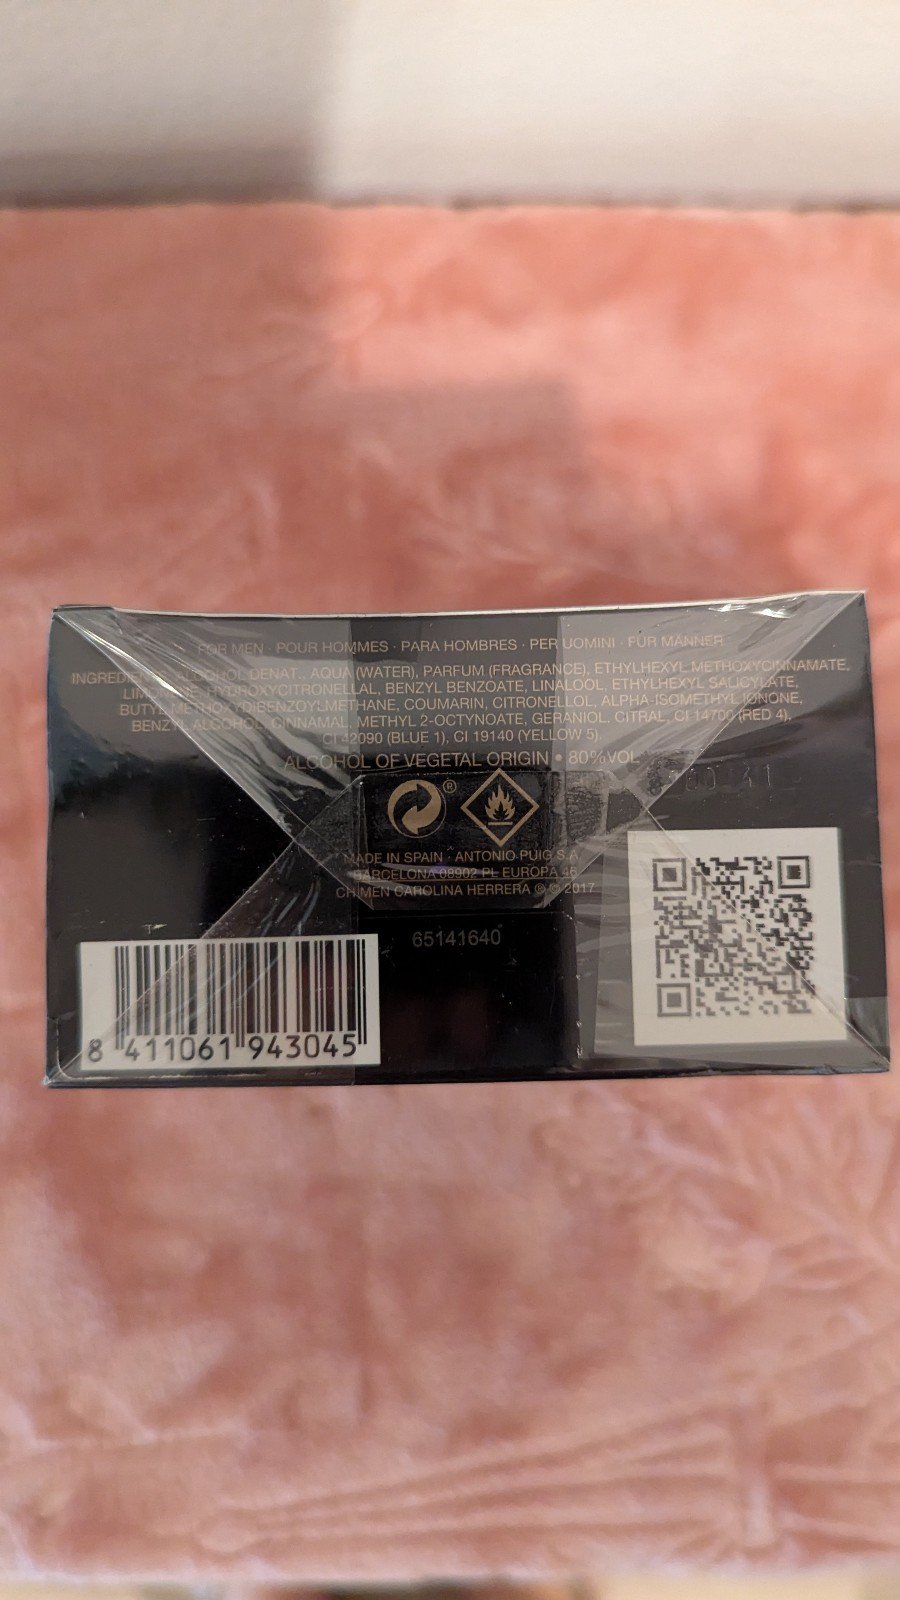 FOR MEN · POUR HOMMES · PARA HOMBRES · PER UOMINI · FÜR MÄNNER
ALCOHOL DENAT., AQUA (WATER), PARFUM (FRAGRANCE), ETHYLHEXYL METHOXYCINNAMATE,
HYDROXYCITRONELLAL, BENZYL BENZOATE, LINALOOL, ETHYLHEXYL SALICYLATE,
BUTYL METHOXYDIBENZOYLMETHANE, COUMARIN, CITRONELLOL, ALPHA-ISOMETHYL IONONE,
BENZYL ALCOHOL, CINNAMAL, METHYL 2-OCTYNOATE, GERANIOL, CITRAL, CI 14700 (RED 4),
CI 42090 (BLUE 1), CI 19140 (YELLOW 5).
ALCOHOL OF VEGETAL ORIGIN • 80%VOL
®
MADE IN SPAIN · ANTONIO PUIG S.A
BARCELONA 08902 PL EUROPA 46
CH MEN CAROLINA HERRERA ® © 2017
65141640
8 411061 943045